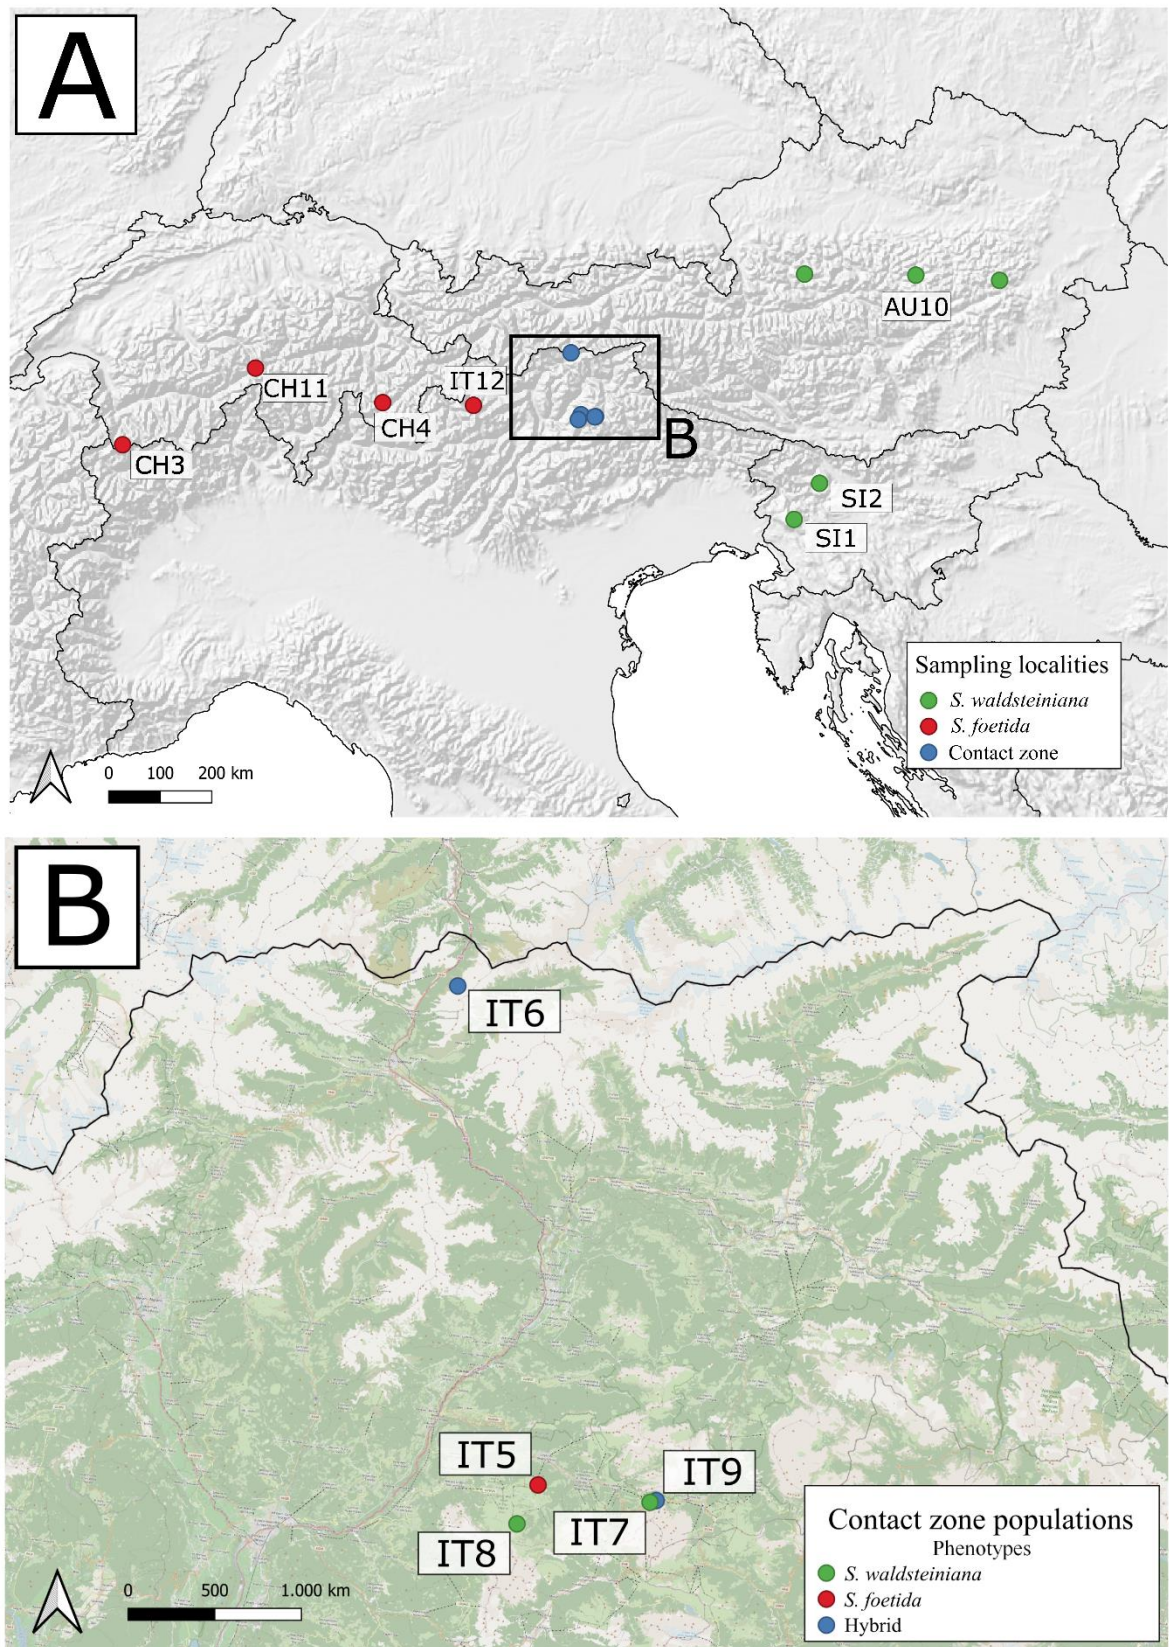 A
AU10
IT12
CH11
CH4
B
CH3
SI2
SI1
Sampling localities
S. waldsteiniana
S. foetida
Contact zone
0 100 200 km
B
IT6
IT5
IT9
IT7
IT8
Contact zone populations
Phenotypes
S. waldsteiniana
S. foetida
Hybrid
0 500 1.000 km